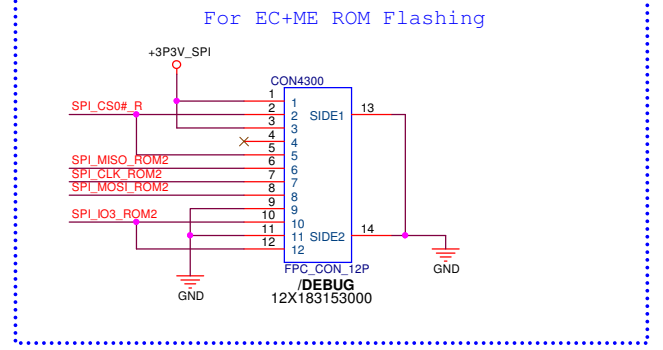 For EC+ME ROM Flashing
+3P3V_SPI
CON4300
1 1
SPI_CS0#_R 2 2 SIDE1 13
3 3
4 4
5 5
SPI_MISO_ROM2 6 6
SPI_CLK_ROM2 7 7
SPI_MOSI_ROM2 8 8
9 9
SPI_IO3_ROM2 10 10
11 11 SIDE2 14
12 12
FPC_CON_12P
GND GND
/DEBUG
12X183153000